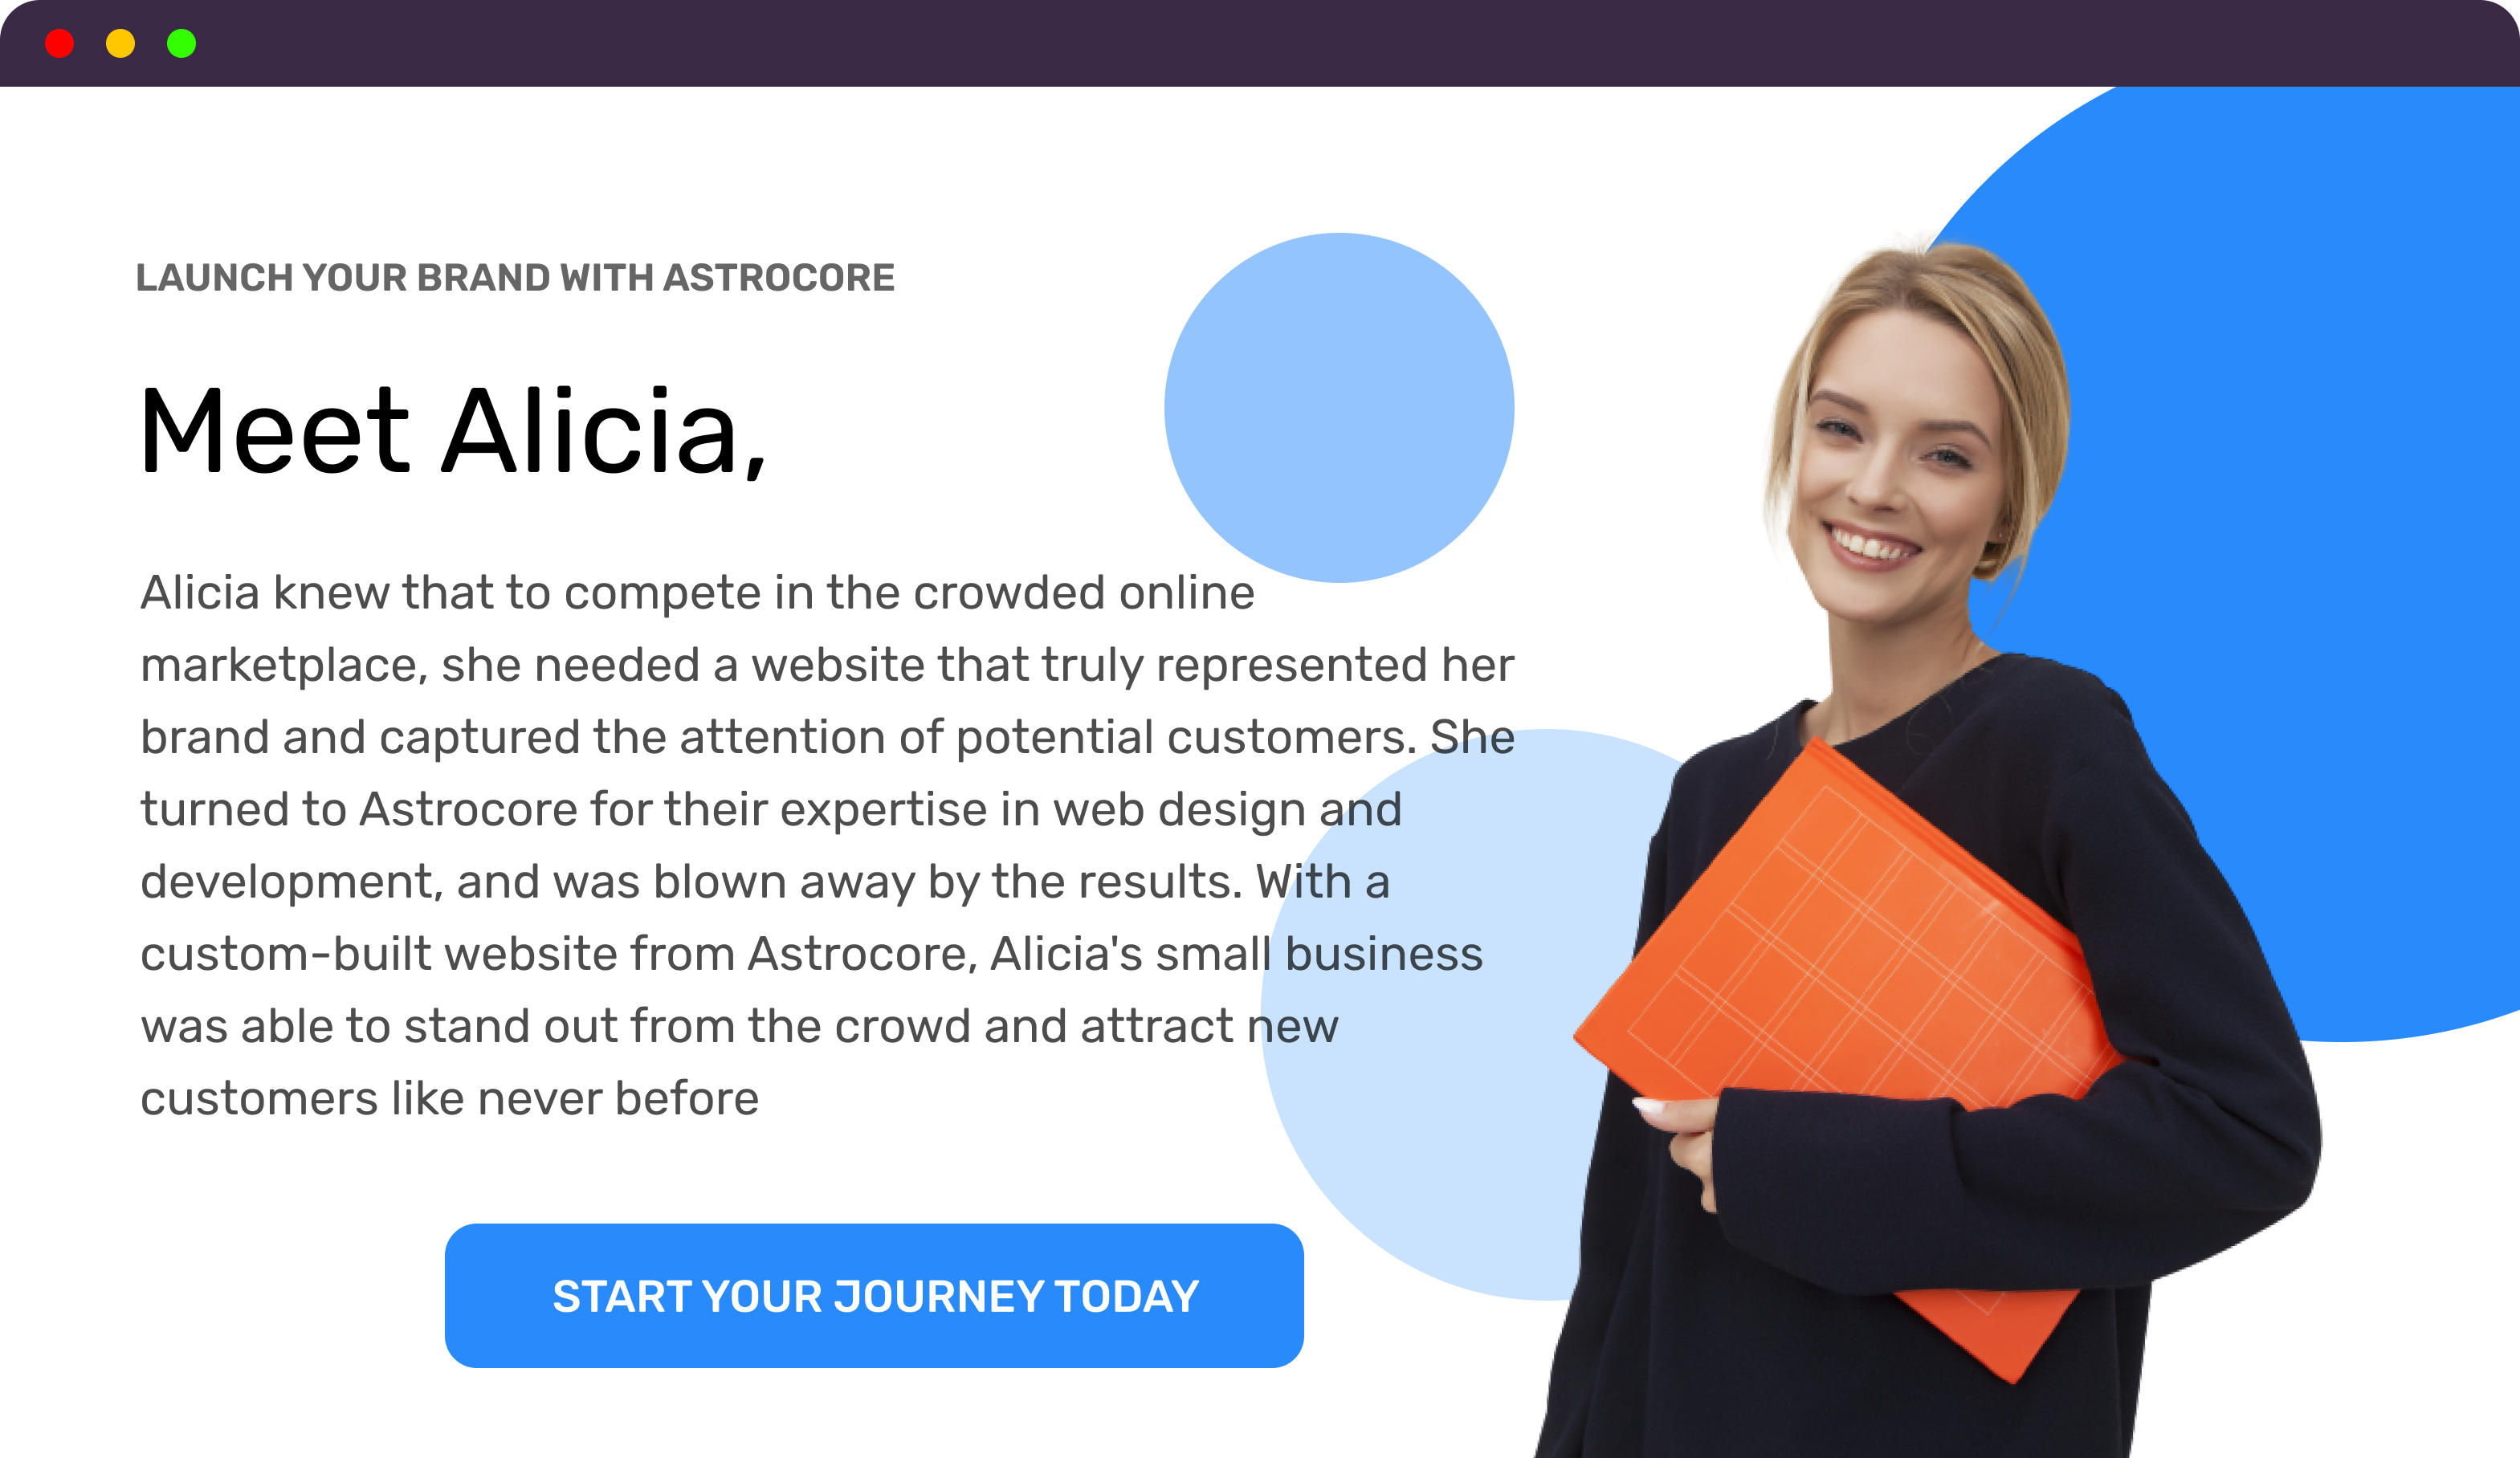 LAUNCH YOUR BRAND WITH ASTROCORE
Meet Alicia,
Alicia knew that to compete in the crowded online
marketplace, she needed a website that truly represented her
brand and captured the attention of potential customers. She
turned to Astrocore for their expertise in web design and
development, and was blown away by the results. With a
custom-built website from Astrocore, Alicia's small business
was able to stand out from the crowd and attract new
customers like never before
START YOUR JOURNEY TODAY